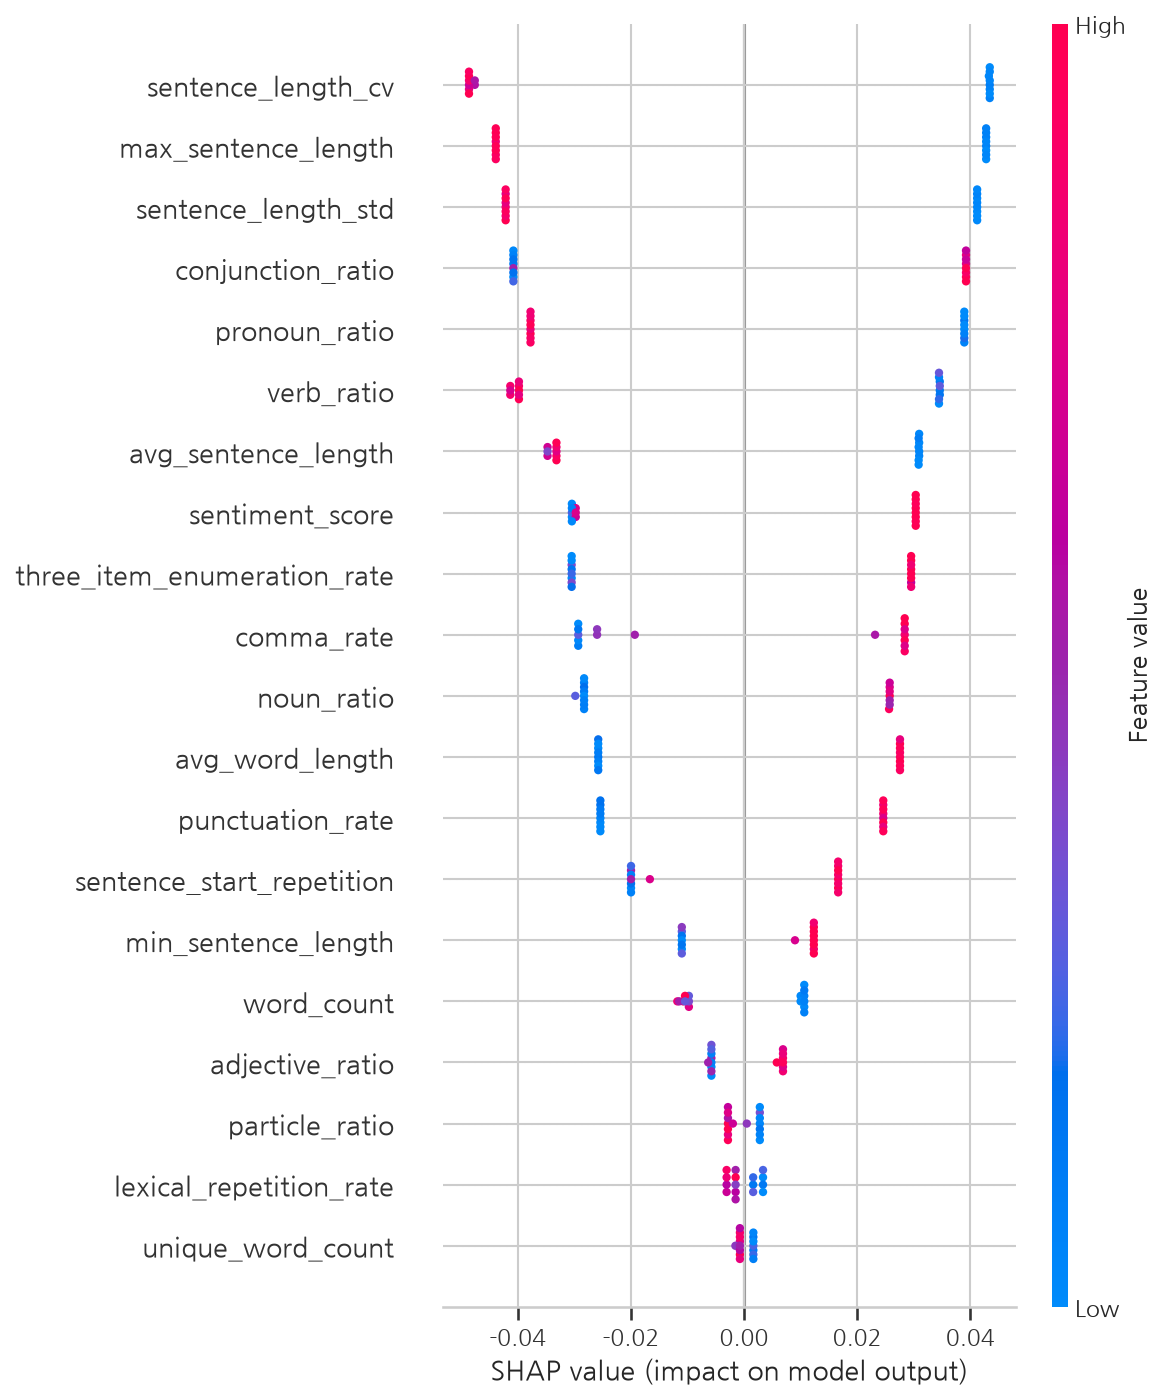 High
sentence_length_cv
max_sentence_length
sentence_length_std
conjunction_ratio
pronoun_ratio
verb_ratio
avg_sentence_length
sentiment_score
three_item_enumeration_rate
comma_rate
noun_ratio
avg_word_length
punctuation_rate
sentence_start_repetition
min_sentence_length
word_count
adjective_ratio
particle_ratio
lexical_repetition_rate
unique_word_count
Feature value
Low
-0.04 -0.02 0.00 0.02 0.04
SHAP value (impact on model output)